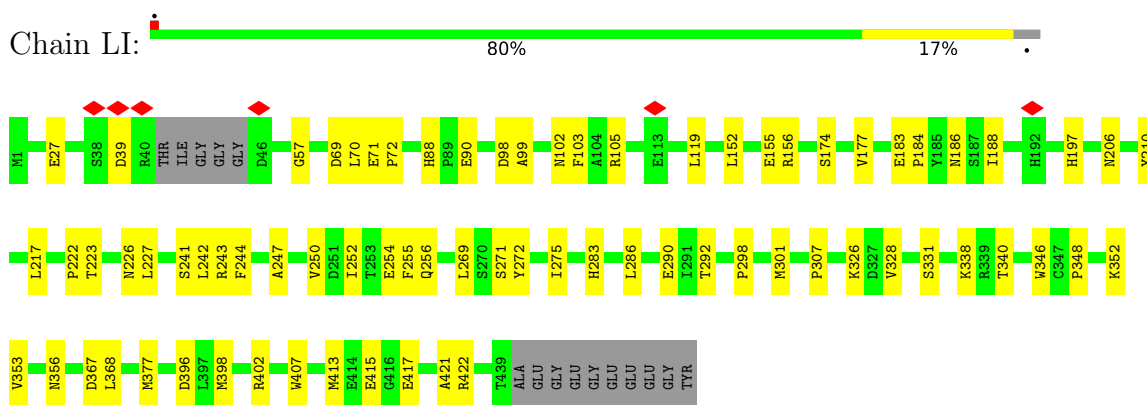 Chain LI:
80% 17%
M1 E27 S38 D39 R40 THR ILE GLY GLY GLY D46 G57 D69 L70 E71 P72 H88 P89 E90 D98 A99 N102 F103 A104 R105 E113 L119 L152 E155 R156 S174 V177 E183 P184 Y185 N186 S187 I188 H192 H197 N206
L217 P222 T223 N226 L227 S241 L242 R243 F244 A247 V250 D251 I252 T253 E254 F255 Q256 L269 S270 S271 Y272 I275 H283 L286 E290 I291 T292 P298 M301 P307 K326 D327 V328 S331 K338 R339 T340 W346 C347 P348 K352
V353 N356 D367 L368 M377 D396 L397 M398 R402 W407 M413 E414 E415 G416 E417 A421 R422 T439 ALA GLU GLY GLU GLY GLU GLU GLU GLY TYR